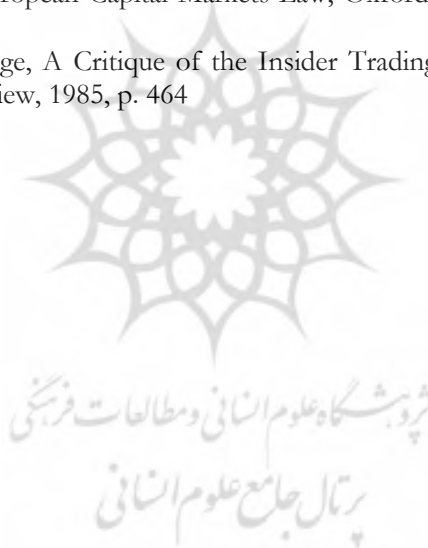 ropean Capital Markets Law, Oxford
ge, A Critique of the Insider Trading
iew, 1985, p. 464
پژوهشگاه علوم انسانی و مطالعات فرهنگی
پرتال جامع علوم انسانی